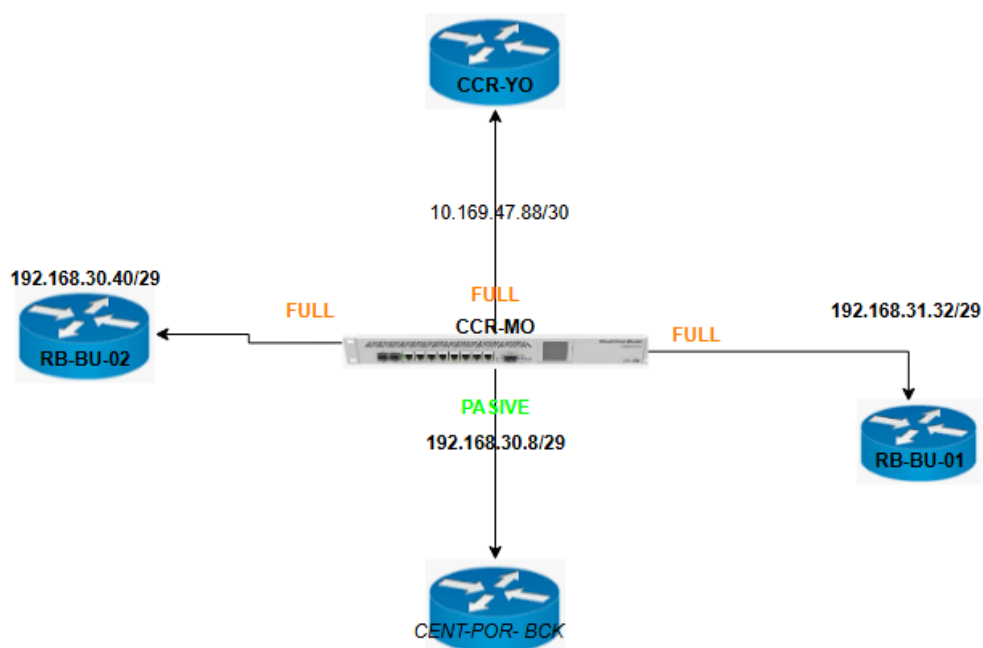 CCR-YO
10.169.47.88/30
192.168.30.40/29
FULL
FULL
192.168.31.32/29
CCR-MO
FULL
RB-BU-02
PASIVE
192.168.30.8/29
RB-BU-01
CENT-POR- BCK